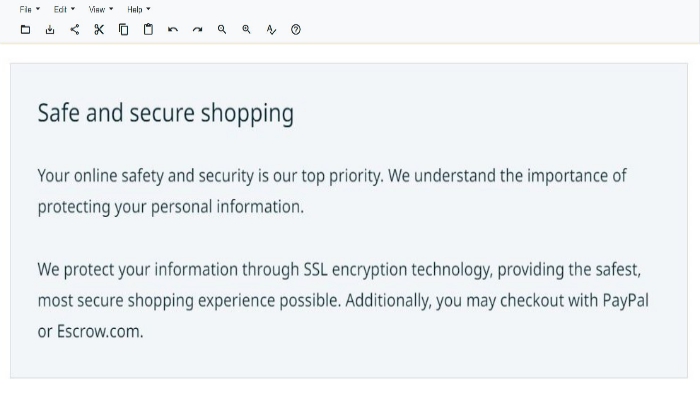 File Edit View Help
Safe and secure shopping
Your online safety and security is our top priority. We understand the importance of
protecting your personal information.
We protect your information through SSL encryption technology, providing the safest,
most secure shopping experience possible. Additionally, you may checkout with PayPal
or Escrow.com.